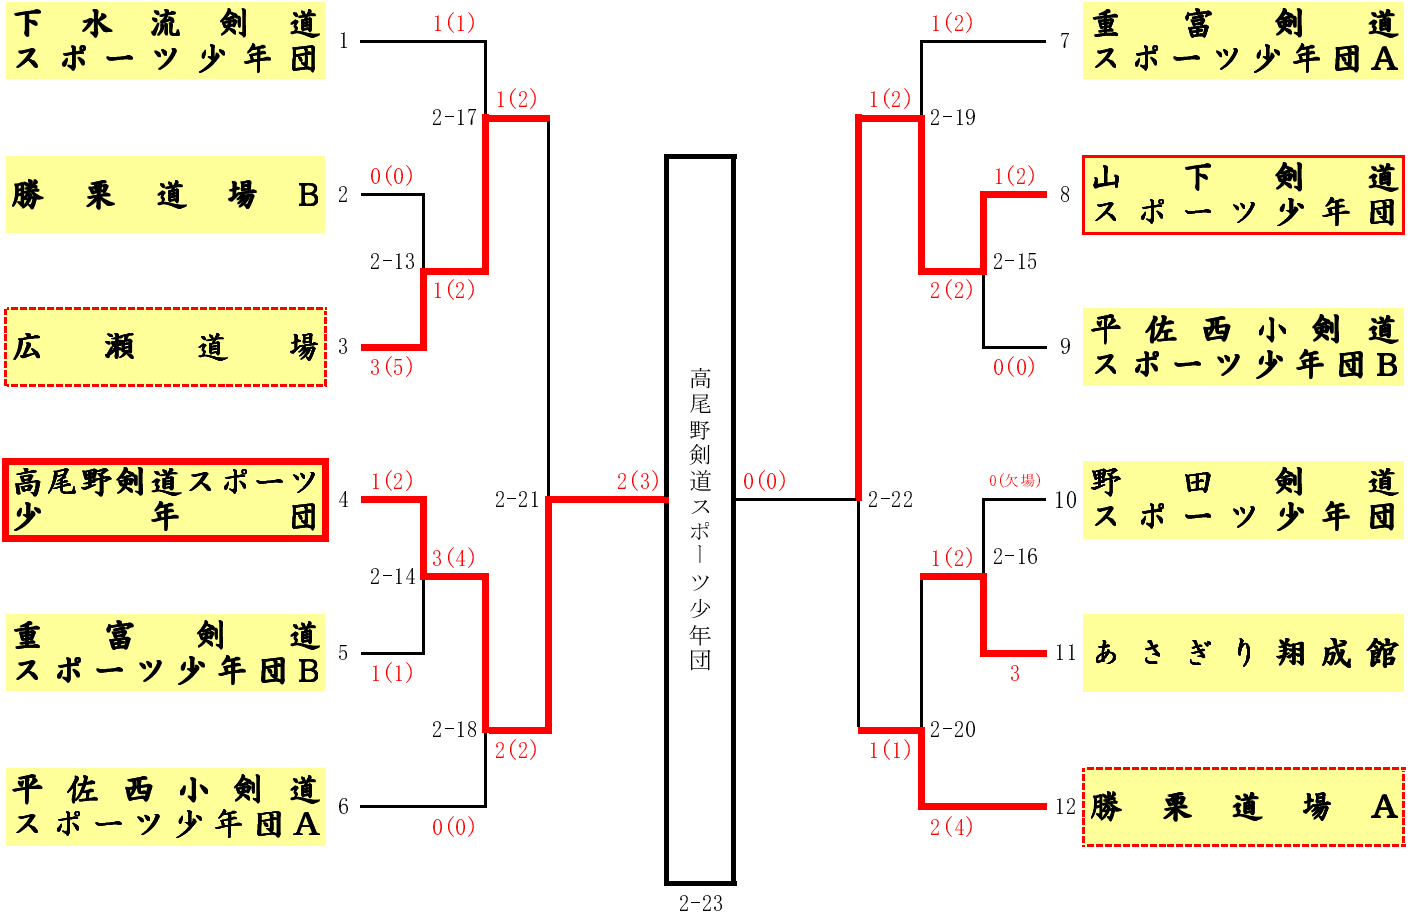 下水流剣道
スポーツ少年団
1
1(1)
勝栗道場B
2
0(0)
2-17
1(2)
2-13
1(2)
広瀬道場
3
3(5)
高尾野剣道スポーツ
少年団
4
1(2)
2-21
2(3)
3(4)
2-14
重富剣道
スポーツ少年団B
5
1(1)
2-18
2(2)
平佐西小剣道
スポーツ少年団A
6
0(0)
高尾野剣道スポーツ少年団
2-23
1(2)
7
重富剣道
スポーツ少年団A
1(2)
2-19
1(2)
8
山下剣道
スポーツ少年団
2-15
2(2)
9
平佐西小剣道
スポーツ少年団B
0(0)
0(0)
2-22
0(欠場)
10
野田剣道
スポーツ少年団
1(2)
2-16
11
あさぎり翔成館
3
2-20
1(1)
12
勝栗道場A
2(4)